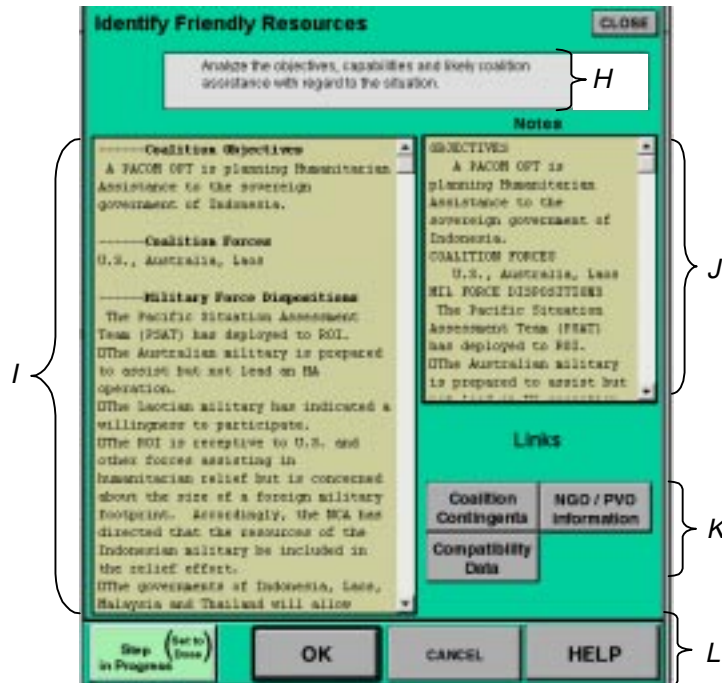 Identify Friendly Resources
CLOSE
Analyze the objectives, capabilities and likely coalition
assistance with regard to the situation.
H
Notes
------Coalition Objectives
A PACOM OPT is planning Humanitarian
Assistance to the sovereign
government of Indonesia.
------Coalition Forces
U.S., Australia, Laos
------Military Force Dispositions
The Pacific Situation Assessment
Team (PSAT) has deployed to ROI.
▯The Australian military is prepared
to assist but not lead an HA
operation.
▯The Laotian military has indicated a
willingness to participate.
▯The ROI is receptive to U.S. and
other forces assisting in
humanitarian relief but is concerned
about the size of a foreign military
footprint. Accordingly, the NCA has
directed that the resources of the
Indonesian military be included in
the relief effort.
▯The governments of Indonesia, Laos,
Malaysia and Thailand will allow
I
OBJECTIVES
A PACOM OPT is
planning Humanitarian
Assistance to the
sovereign government of
Indonesia.
COALITION FORCES
U.S., Australia, Laos
MIL FORCE DISPOSITIONS
The Pacific Situation
Assessment Team (PSAT)
has deployed to ROI.
▯The Australian military
is prepared to assist but
J
Links
Coalition
Contingents
NGO / PVO
Information
Compatibility
Data
K
Step
in Progress
(Set to
Done)
OK
CANCEL
HELP
L